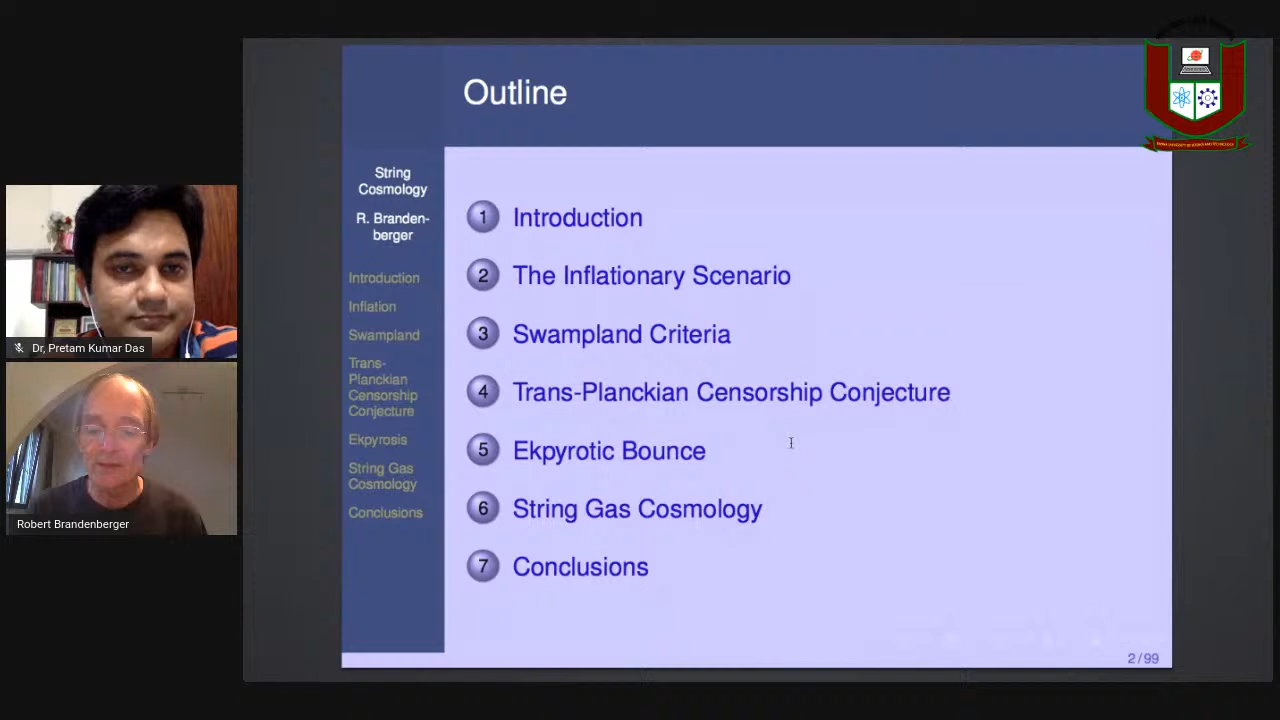 Outline
String
Cosmology
R. Branden-
berger
Introduction
Inflation
Swampland
Trans-
Planckian
Censorship
Conjecture
Ekpyrosis
String Gas
Cosmology
Conclusions
1 Introduction
2 The Inflationary Scenario
3 Swampland Criteria
4 Trans-Planckian Censorship Conjecture
5 Ekpyrotic Bounce
6 String Gas Cosmology
7 Conclusions
2/99
Dr, Pretam Kumar Das
Robert Brandenberger